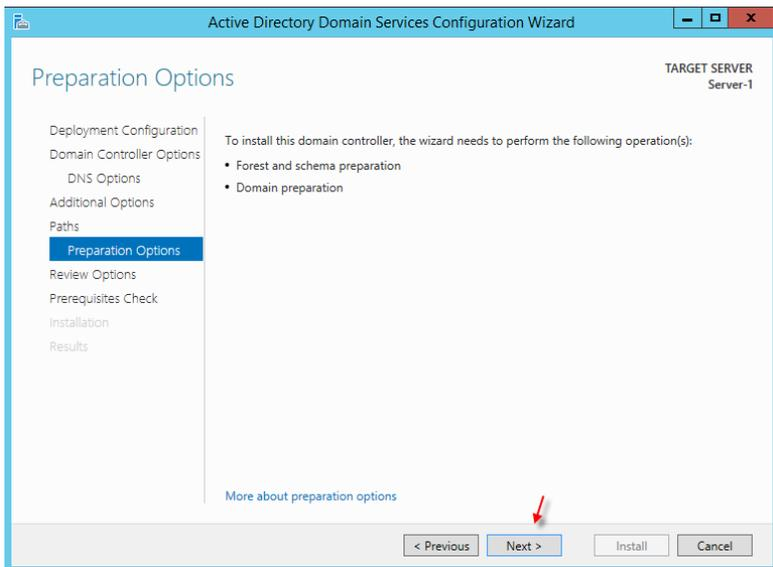 Active Directory Domain Services Configuration Wizard
Preparation Options
TARGET SERVER
Server-1
Deployment Configuration
Domain Controller Options
DNS Options
Additional Options
Paths
Preparation Options
Review Options
Prerequisites Check
Installation
Results
To install this domain controller, the wizard needs to perform the following operation(s):
• Forest and schema preparation
• Domain preparation
More about preparation options
< Previous Next > Install Cancel